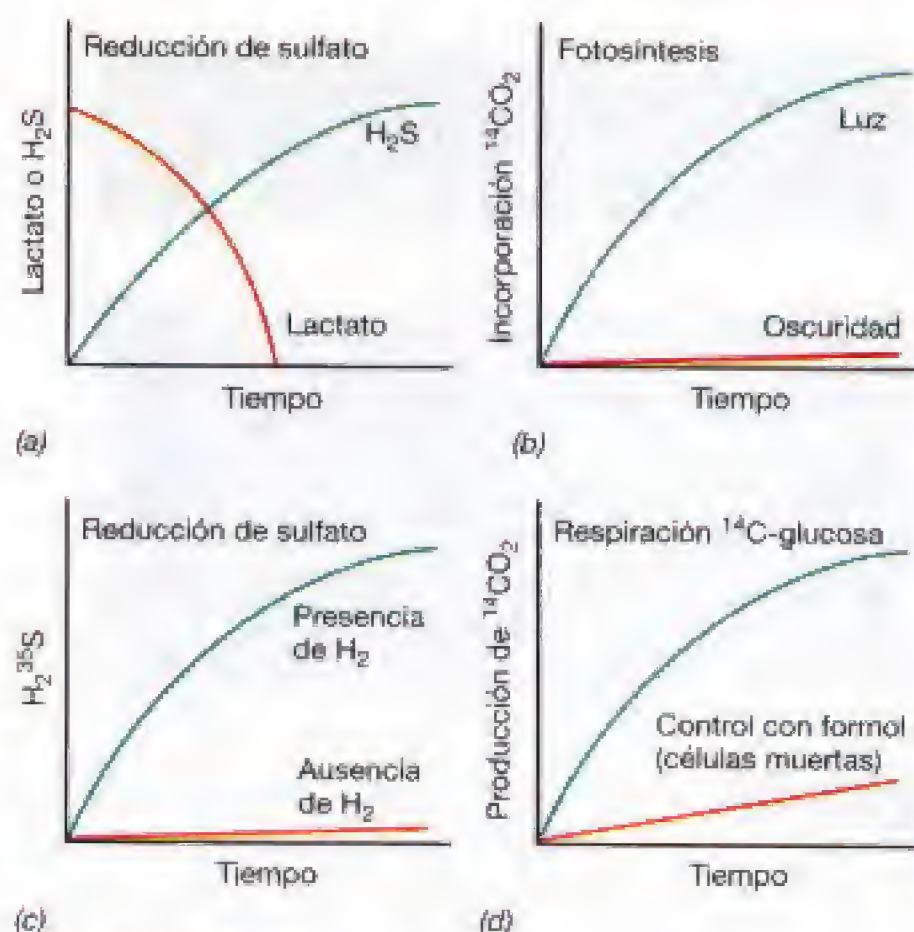 Reducción de sulfato
Lactato o H₂S
H₂S
Lactato
Tiempo
(a)
Fotosíntesis
Incorporación ¹⁴CO₂
Luz
Oscuridad
Tiempo
(b)
Reducción de sulfato
H₂³⁵S
Presencia
de H₂
Ausencia
de H₂
Tiempo
(c)
Respiración ¹⁴C-glucosa
Producción de ¹⁴CO₂
Control con formol
(células muertas)
Tiempo
(d)